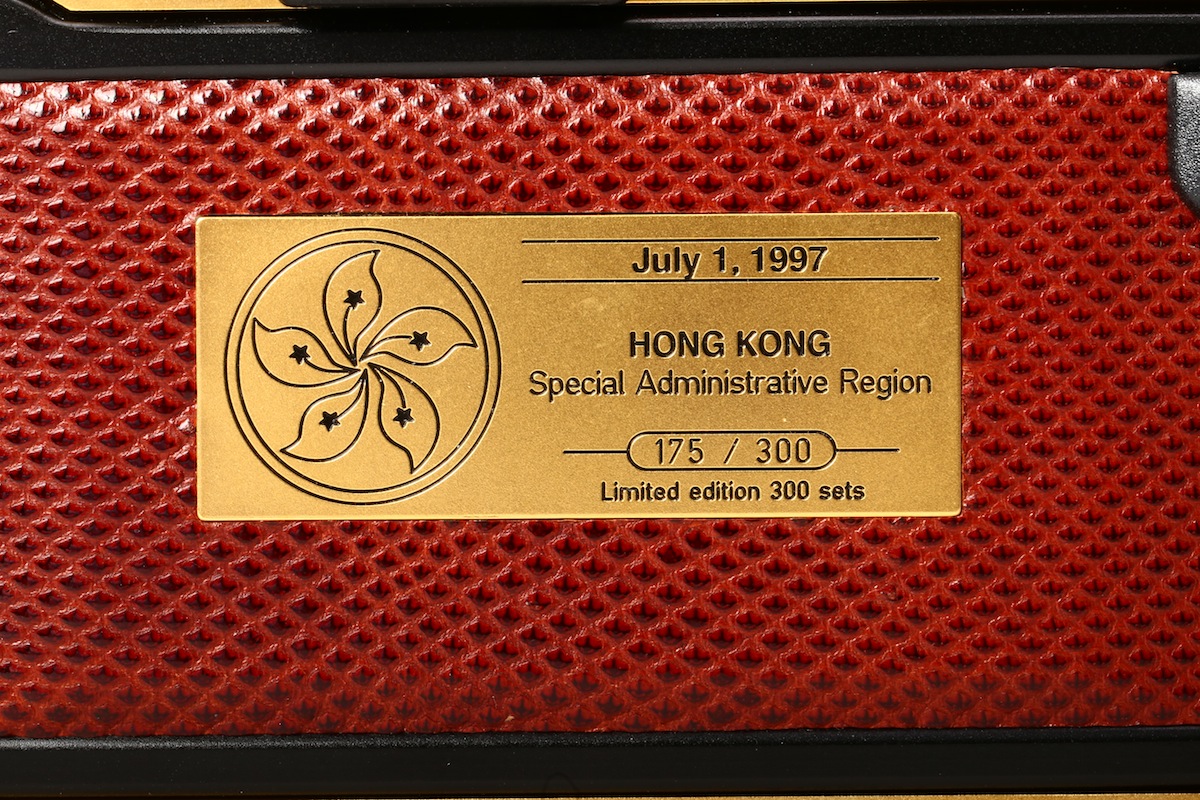 July 1, 1997
HONG KONG
Special Administrative Region
175 / 300
Limited edition 300 sets